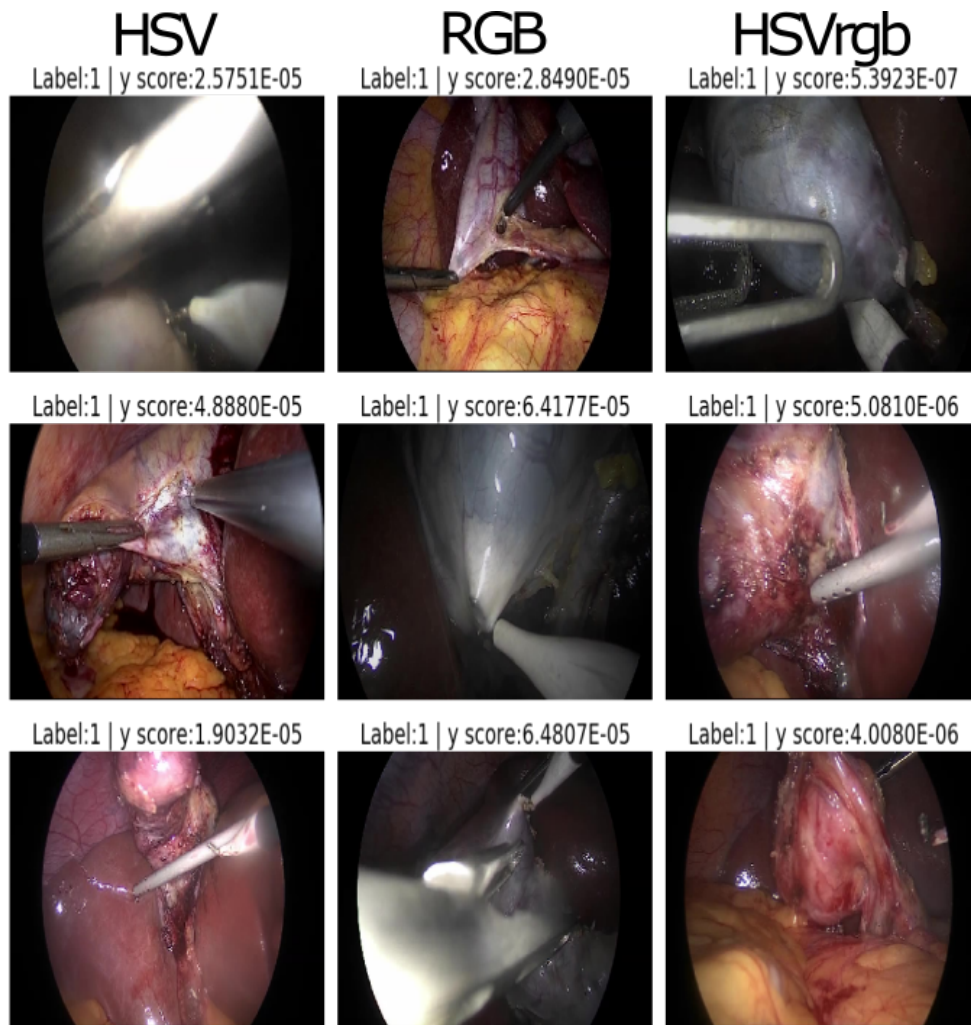 HSV RGB HSVrgb
Label:1 | y score:2.5751E-05 Label:1 | y score:2.8490E-05 Label:1 | y score:5.3923E-07
Label:1 | y score:4.8880E-05 Label:1 | y score:6.4177E-05 Label:1 | y score:5.0810E-06
Label:1 | y score:1.9032E-05 Label:1 | y score:6.4807E-05 Label:1 | y score:4.0080E-06